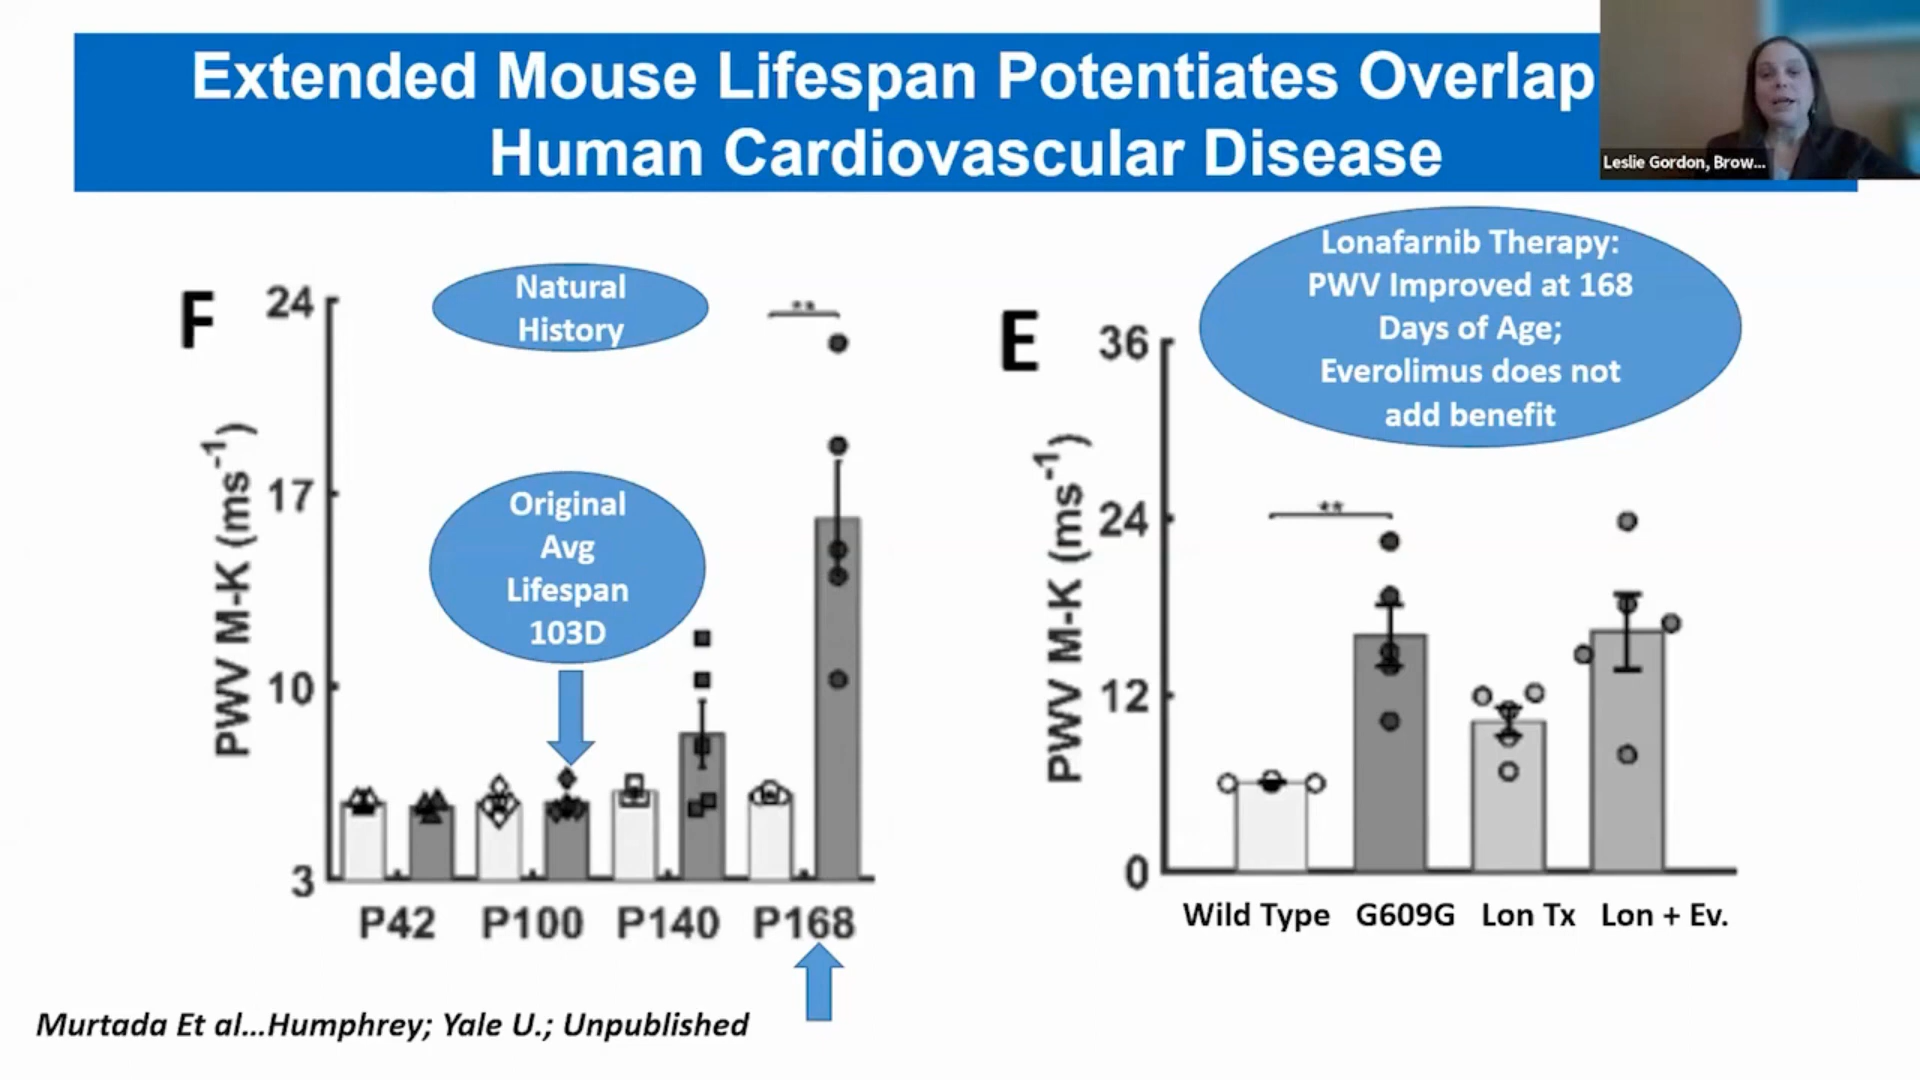 Extended Mouse Lifespan Potentiates Overlap
Human Cardiovascular Disease
Leslie Gordon, Brow...
F
Natural
History
Original
Avg
Lifespan
103D
**
24
17
10
3
PWV M-K (ms⁻¹)
P42 P100 P140 P168
E
Lonafarnib Therapy:
PWV Improved at 168
Days of Age;
Everolimus does not
add benefit
**
36
24
12
0
PWV M-K (ms⁻¹)
Wild Type G609G Lon Tx Lon + Ev.
Murtada Et al...Humphrey; Yale U.; Unpublished